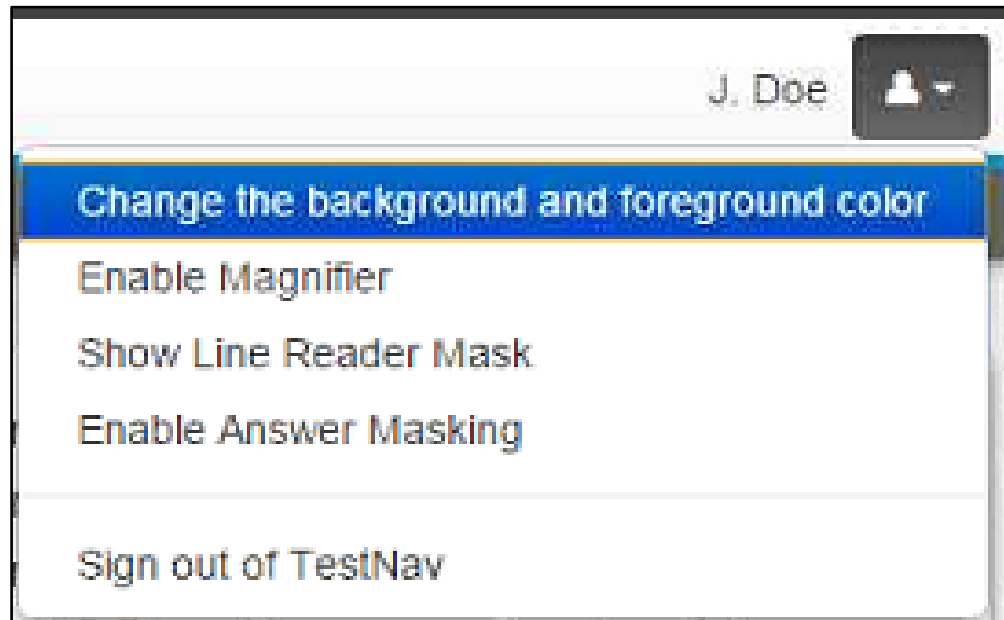 J. Doe
Change the background and foreground color
Enable Magnifier
Show Line Reader Mask
Enable Answer Masking
Sign out of TestNav